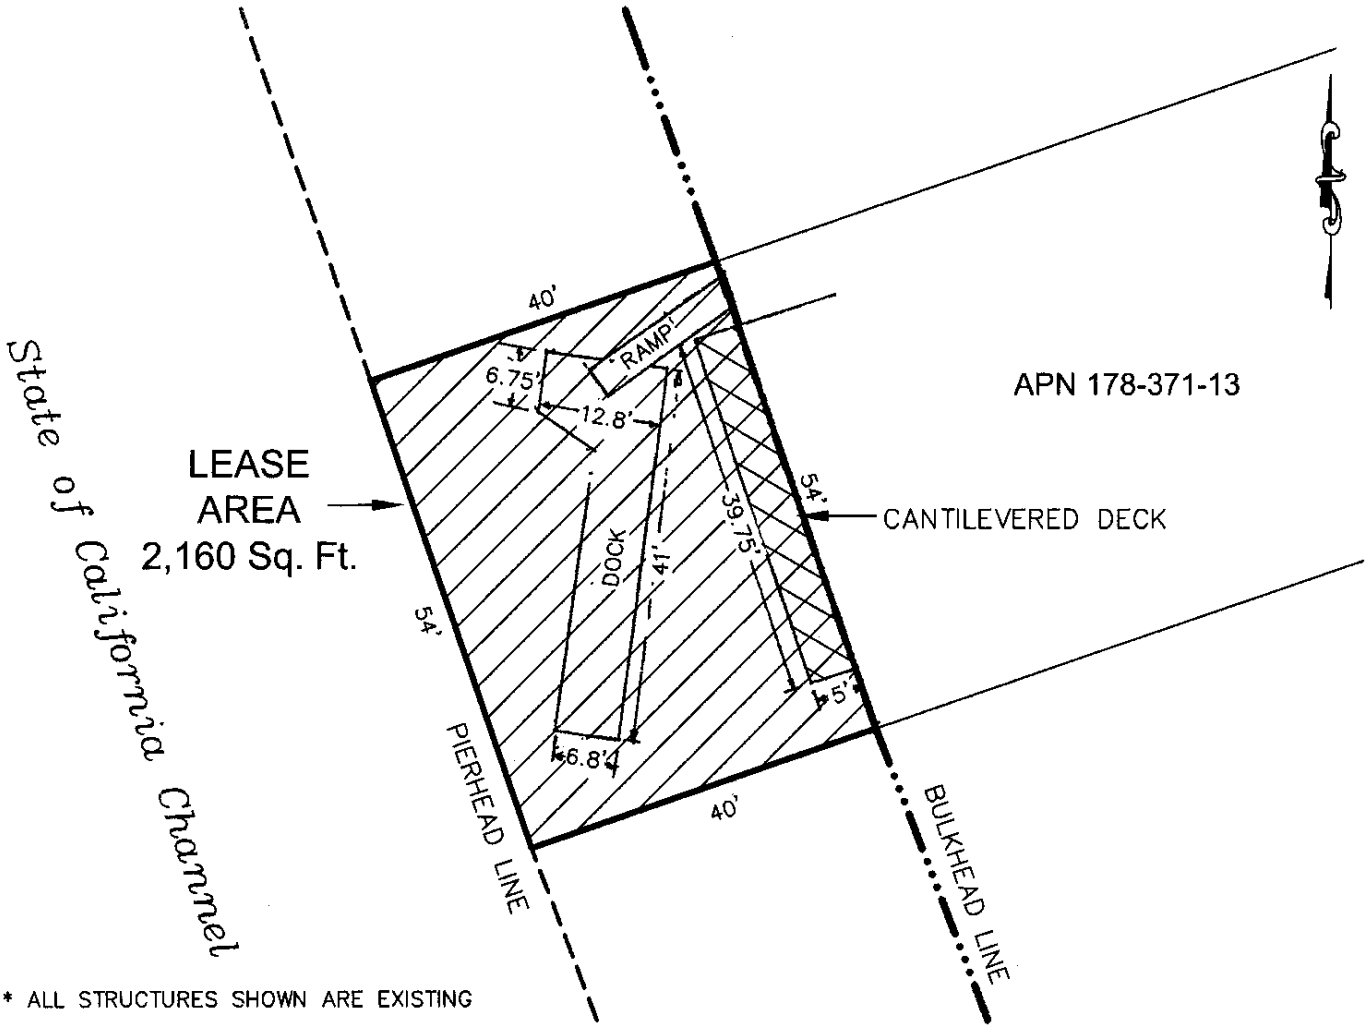 40'
'RAMP'
6.75'
12.8'
APN 178-371-13
State of California Channel
LEASE
AREA
2,160 Sq. Ft.
39.75'
54'
CANTILEVERED DECK
DOCK
41'
54'
5'
6.8'
40'
PIERHEAD LINE
BULKHEAD LINE
* ALL STRUCTURES SHOWN ARE EXISTING